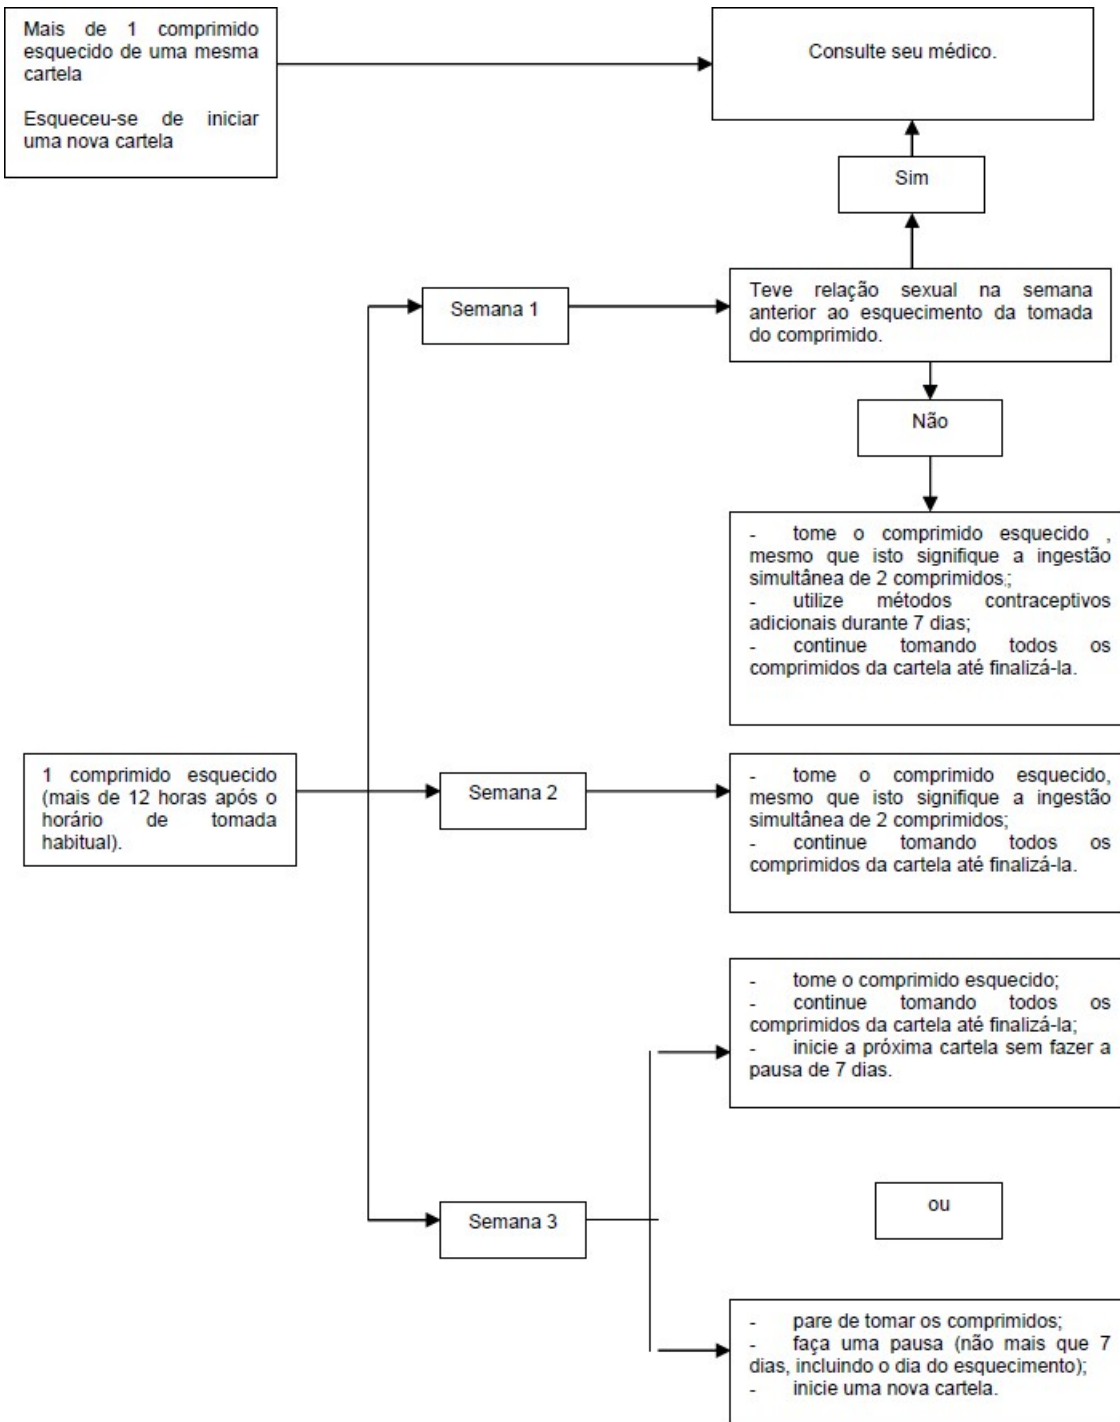 Mais de 1 comprimido
esquecido de uma mesma
cartela
Esqueceu-se de iniciar
uma nova cartela
Consulte seu médico.
Sim
Semana 1
Teve relação sexual na semana
anterior ao esquecimento da tomada
do comprimido.
Não
- tome o comprimido esquecido ,
mesmo que isto signifique a ingestão
simultânea de 2 comprimidos,;
- utilize métodos contraceptivos
adicionais durante 7 dias;
- continue tomando todos os
comprimidos da cartela até finalizá-la.
1 comprimido esquecido
(mais de 12 horas após o
horário de tomada
habitual).
Semana 2
- tome o comprimido esquecido,
mesmo que isto signifique a ingestão
simultânea de 2 comprimidos;
- continue tomando todos os
comprimidos da cartela até finalizá-la.
Semana 3
- tome o comprimido esquecido;
- continue tomando todos os
comprimidos da cartela até finalizá-la;
- inicie a próxima cartela sem fazer a
pausa de 7 dias.
ou
- pare de tomar os comprimidos;
- faça uma pausa (não mais que 7
dias, incluindo o dia do esquecimento);
- inicie uma nova cartela.